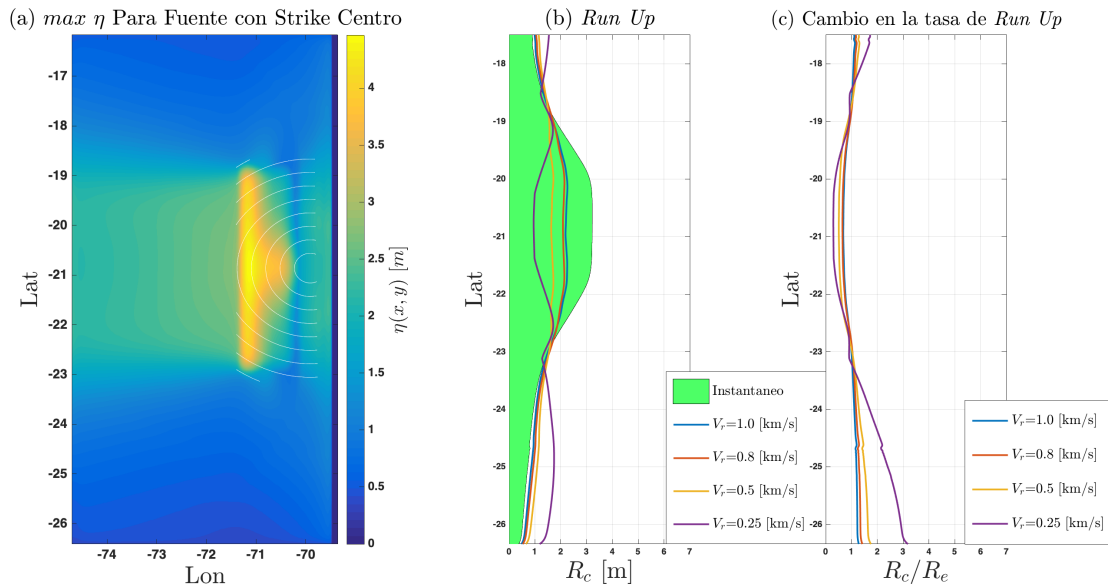 (a) max η Para Fuente con Strike Centro
(b) Run Up
(c) Cambio en la tasa de Run Up
-17
-18
-19
-20
-21
-22
-23
-24
-25
-26
Lat
-74
-73
-72
-71
-70
Lon
4
3.5
3
2.5
2
1.5
1
0.5
0
η(x, y) [m]
-18
-19
-20
-21
-22
-23
-24
-25
-26
Lat
0 1 2 3 4 5 6 7
R_c [m]
Instantaneo
V_r=1.0 [km/s]
V_r=0.8 [km/s]
V_r=0.5 [km/s]
V_r=0.25 [km/s]
-18
-19
-20
-21
-22
-23
-24
-25
-26
Lat
0 1 2 3 4 5 6 7
R_c/R_e
V_r=1.0 [km/s]
V_r=0.8 [km/s]
V_r=0.5 [km/s]
V_r=0.25 [km/s]